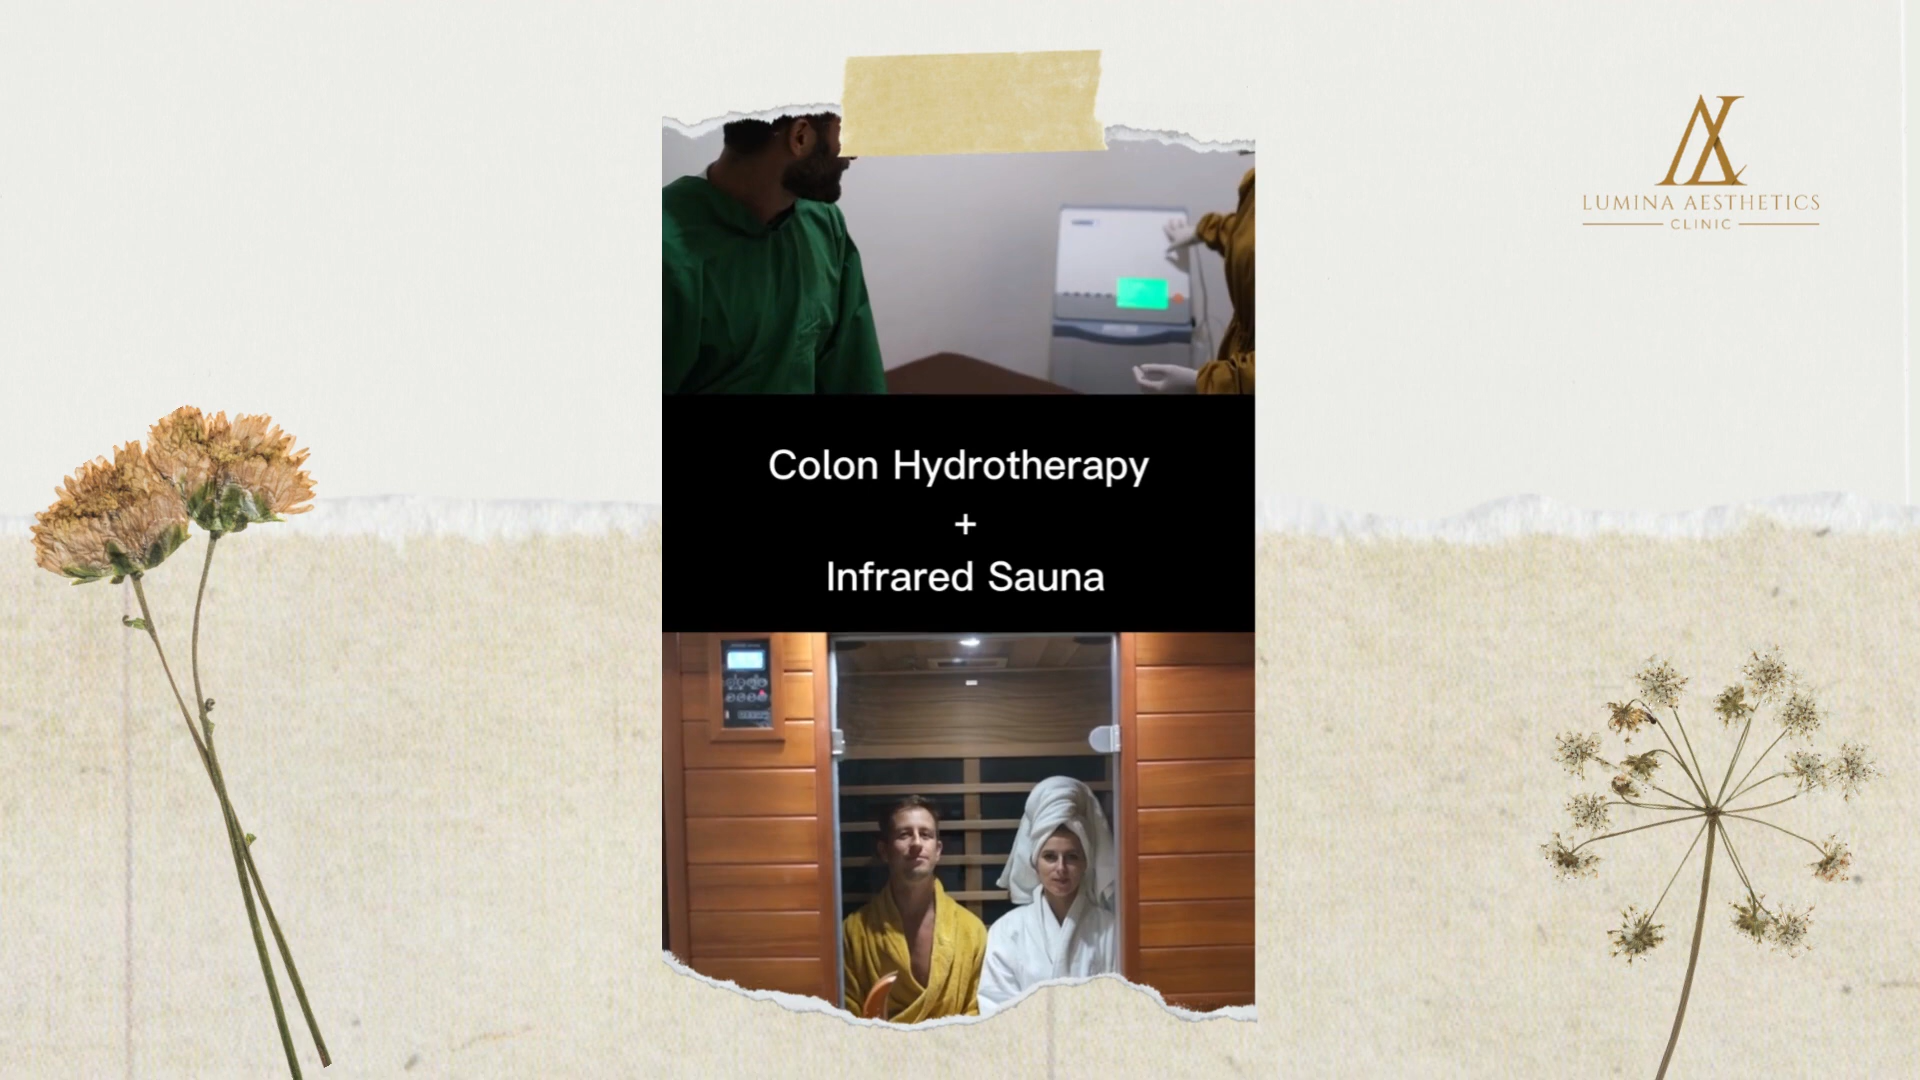 LUMINA AESTHETICS
CLINIC
Colon Hydrotherapy
+
Infrared Sauna